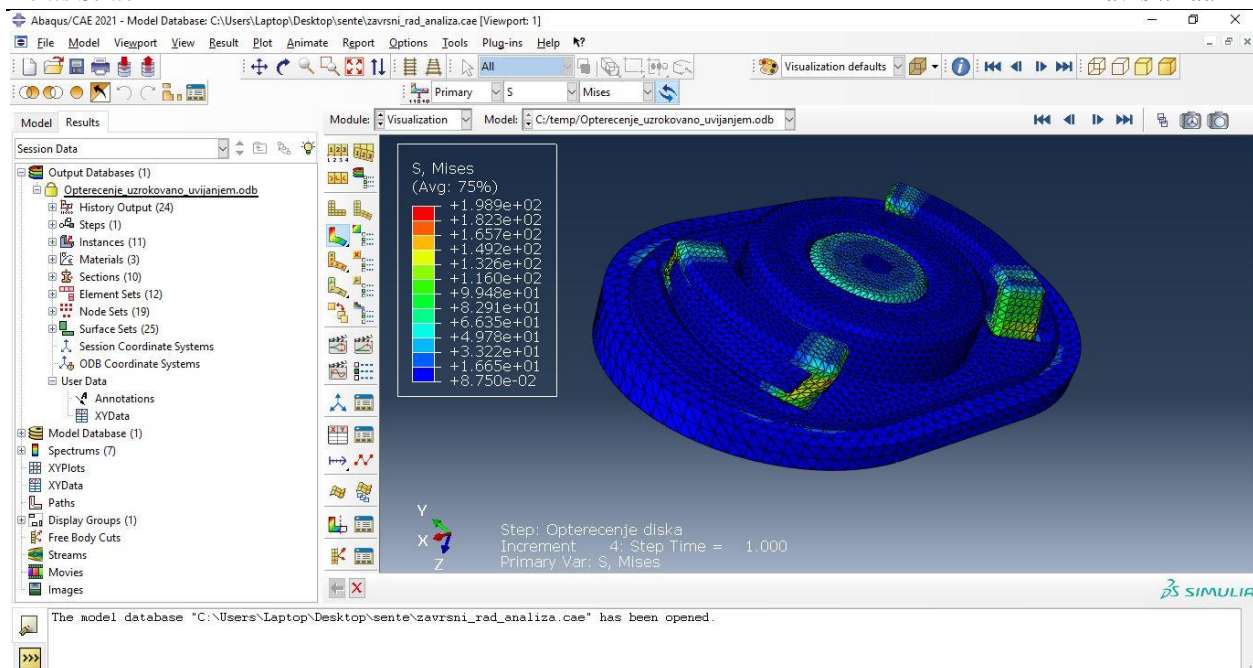 Abaqus/CAE 2021 - Model Database: C:\Users\Laptop\Desktop\sente\zavrsni_rad_analiza.cae [Viewport: 1]
File Model Viewport View Result Plot Animate Report Options Tools Plug-ins Help
All
Visualization defaults
Primary S Mises
Model Results
Module: Visualization Model: C:/temp/Opterecenje_uzrokovano_uvijanjem.odb
Session Data
Output Databases (1)
Opterecenje_uzrokovano_uvijanjem.odb
History Output (24)
Steps (1)
Instances (11)
Materials (3)
Sections (10)
Element Sets (12)
Node Sets (19)
Surface Sets (25)
Session Coordinate Systems
ODB Coordinate Systems
User Data
Annotations
XYData
Model Database (1)
Spectrums (7)
XYPlots
XYData
Paths
Display Groups (1)
Free Body Cuts
Streams
Movies
Images
S, Mises
(Avg: 75%)
+1.989e+02
+1.823e+02
+1.657e+02
+1.492e+02
+1.326e+02
+1.160e+02
+9.948e+01
+8.291e+01
+6.635e+01
+4.978e+01
+3.322e+01
+1.665e+01
+8.750e-02
Y
X
Z
Step: Opterecenje diska
Increment 4: Step Time = 1.000
Primary Var: S, Mises
SIMULIA
The model database "C:\Users\Laptop\Desktop\sente\zavrsni_rad_analiza.cae" has been opened.
>>>